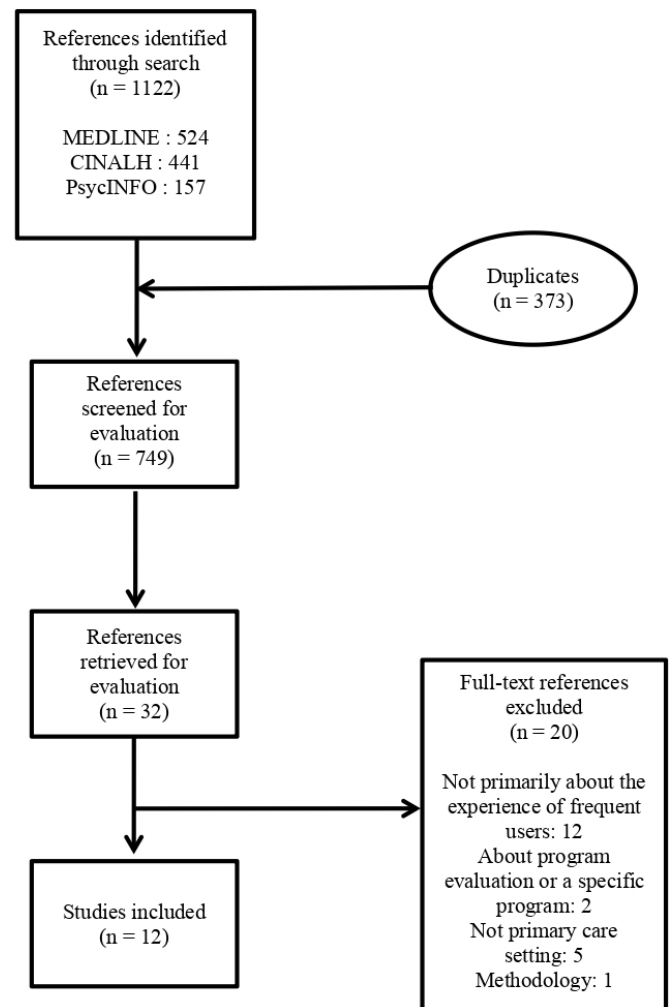 References identified
through search
(n = 1122)
MEDLINE : 524
CINALH : 441
PsycINFO : 157
Duplicates
(n = 373)
References
screened for
evaluation
(n = 749)
References
retrieved for
evaluation
(n = 32)
Full-text references
excluded
(n = 20)
Not primarily about the
experience of frequent
users: 12
About program
evaluation or a specific
program: 2
Not primary care
setting: 5
Methodology: 1
Studies included
(n = 12)